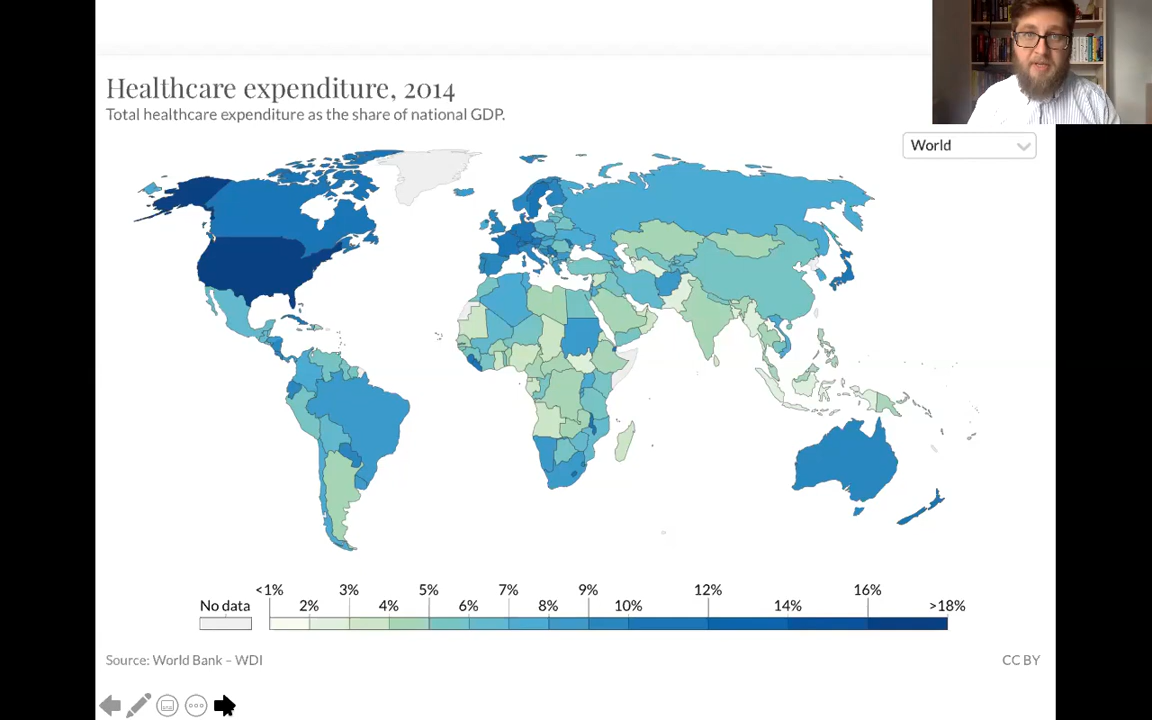 Healthcare expenditure, 2014
Total healthcare expenditure as the share of national GDP.
World
<1% 3% 5% 7% 9% 12% 16%
No data 2% 4% 6% 8% 10% 14% >18%
Source: World Bank – WDI
CC BY